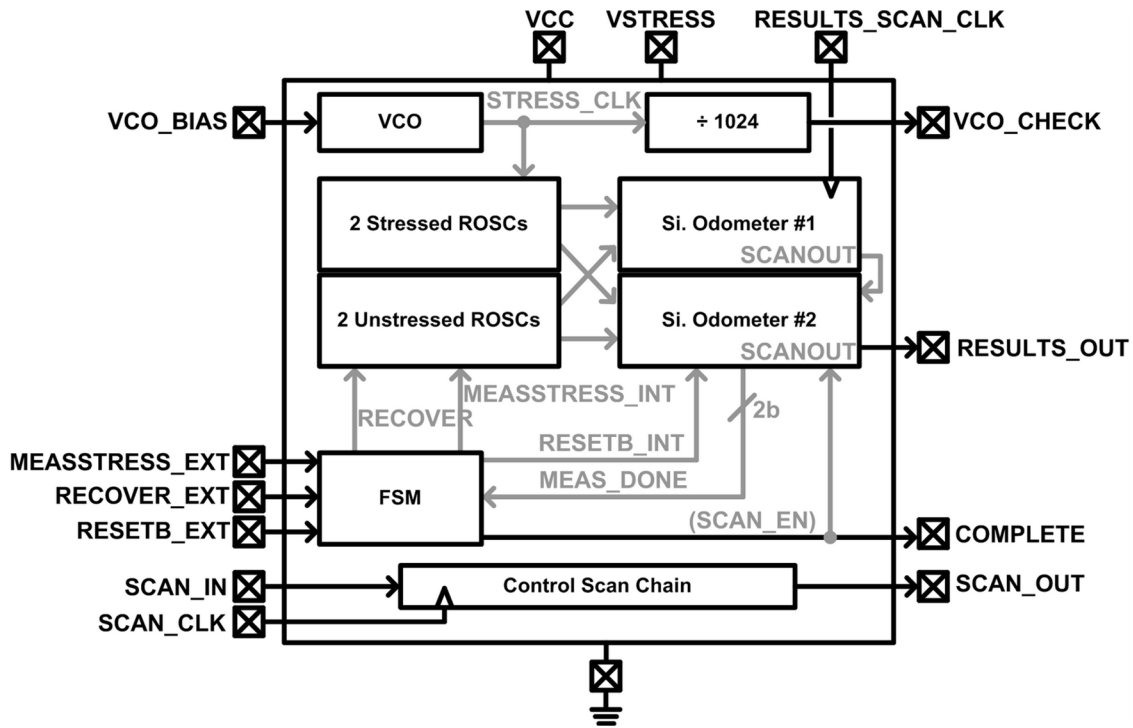 VCC VSTRESS RESULTS_SCAN_CLK
VCO_BIAS
VCO
STRESS_CLK
÷ 1024
VCO_CHECK
2 Stressed ROSCs
Si. Odometer #1
SCANOUT
2 Unstressed ROSCs
Si. Odometer #2
SCANOUT
RESULTS_OUT
MEASSTRESS_INT
RECOVER
2b
RESETB_INT
MEAS_DONE
(SCAN_EN)
MEASSTRESS_EXT
RECOVER_EXT
RESETB_EXT
FSM
COMPLETE
SCAN_IN
SCAN_CLK
Control Scan Chain
SCAN_OUT